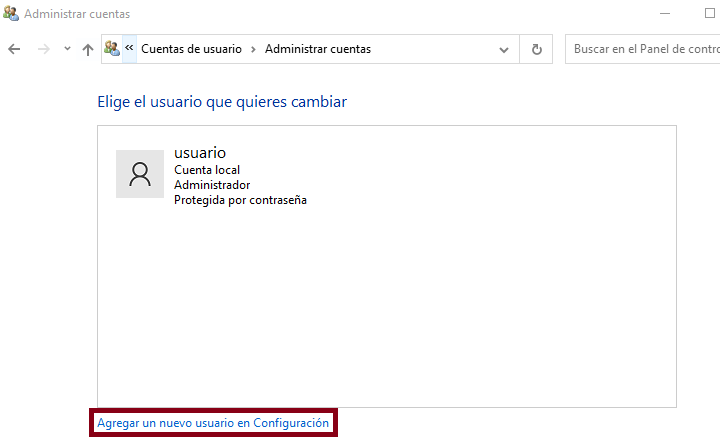 Administrar cuentas
« Cuentas de usuario > Administrar cuentas
Buscar en el Panel de contro
Elige el usuario que quieres cambiar
usuario
Cuenta local
Administrador
Protegida por contraseña
Agregar un nuevo usuario en Configuración